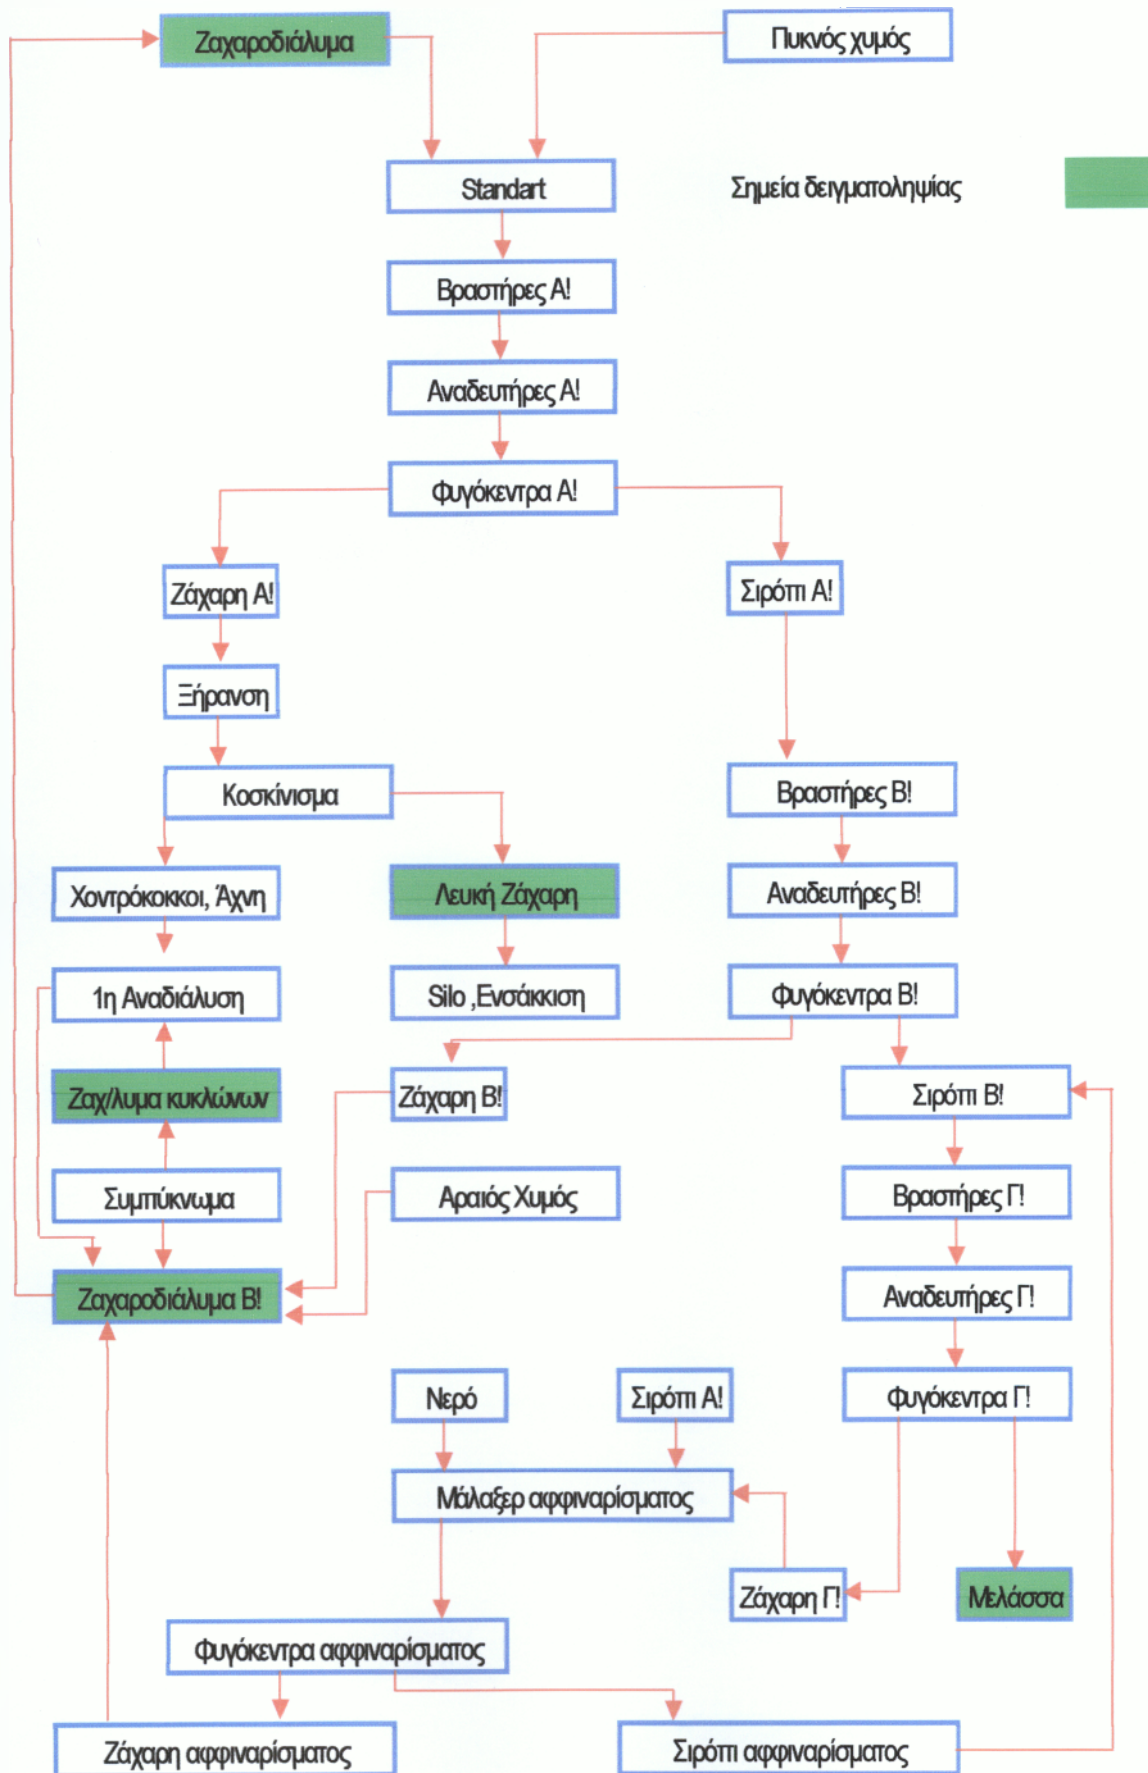 Ζαχαροδιάλυμα
Πυκνός χυμός
Standart
Σημεία δειγματοληψίας
Βραστήρες Α!
Αναδευτήρες Α!
Φυγόκεντρα Α!
Ζάχαρη Α!
Σιρόπι Α!
Ξήρανση
Κοσκίνισμα
Βραστήρες Β!
Χοντρόκοκκοι, Άχνη
Λευκή Ζάχαρη
Αναδευτήρες Β!
1η Αναδιάλυση
Silo ,Ενσάκκιση
Φυγόκεντρα Β!
Ζαχ/λυμα κυκλώνων
Ζάχαρη Β!
Σιρόπι Β!
Συμπύκνωμα
Αραιός Χυμός
Βραστήρες Γ!
Ζαχαροδιάλυμα Β!
Αναδευτήρες Γ!
Νερό
Σιρόπι Α!
Φυγόκεντρα Γ!
Μάλαξερ αφφιναρίσματος
Ζάχαρη Γ!
Μελάσσα
Φυγόκεντρα αφφιναρίσματος
Ζάχαρη αφφιναρίσματος
Σιρόπι αφφιναρίσματος